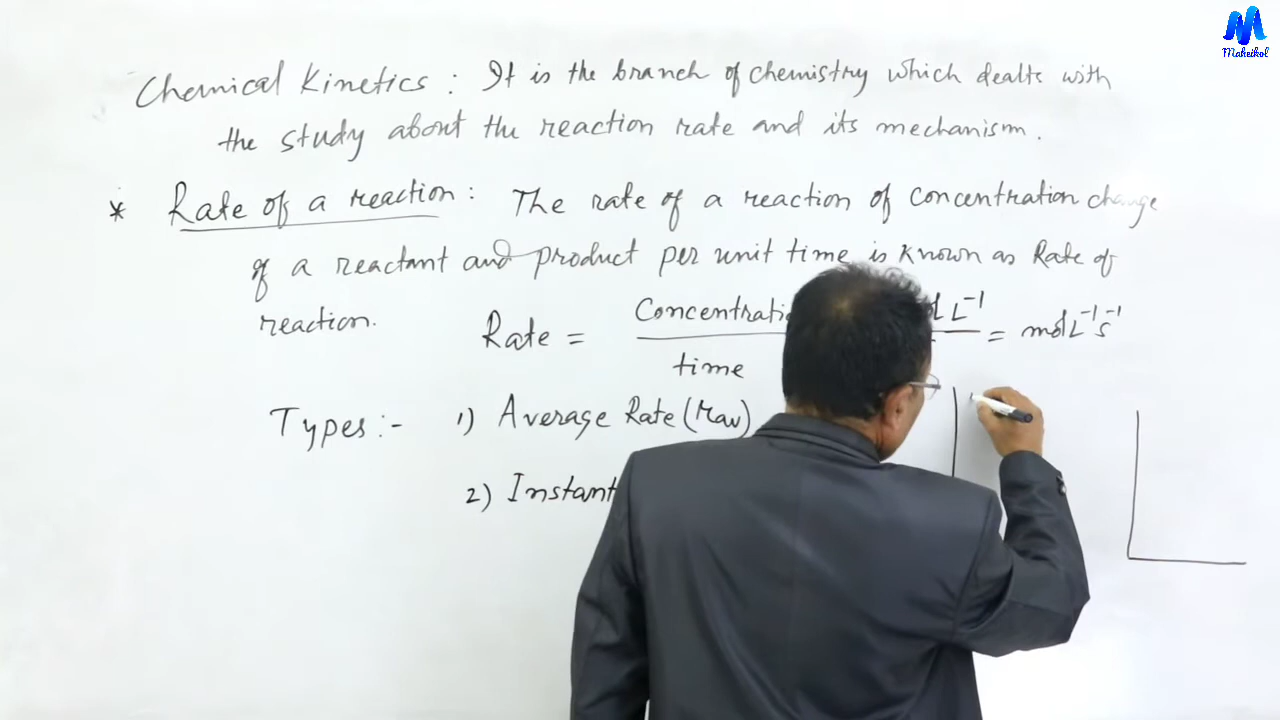 Makeikol
Chemical Kinetics : It is the branch of chemistry which dealts with
the study about the reaction rate and its mechanism.
* Rate of a reaction : The rate of a reaction of concentration change
of a reactant and product per unit time is known as Rate of
reaction.
Rate = Concentrati / time L⁻¹ = mol L⁻¹ s⁻¹
Types :- 1) Average Rate (rav)
2) Instant